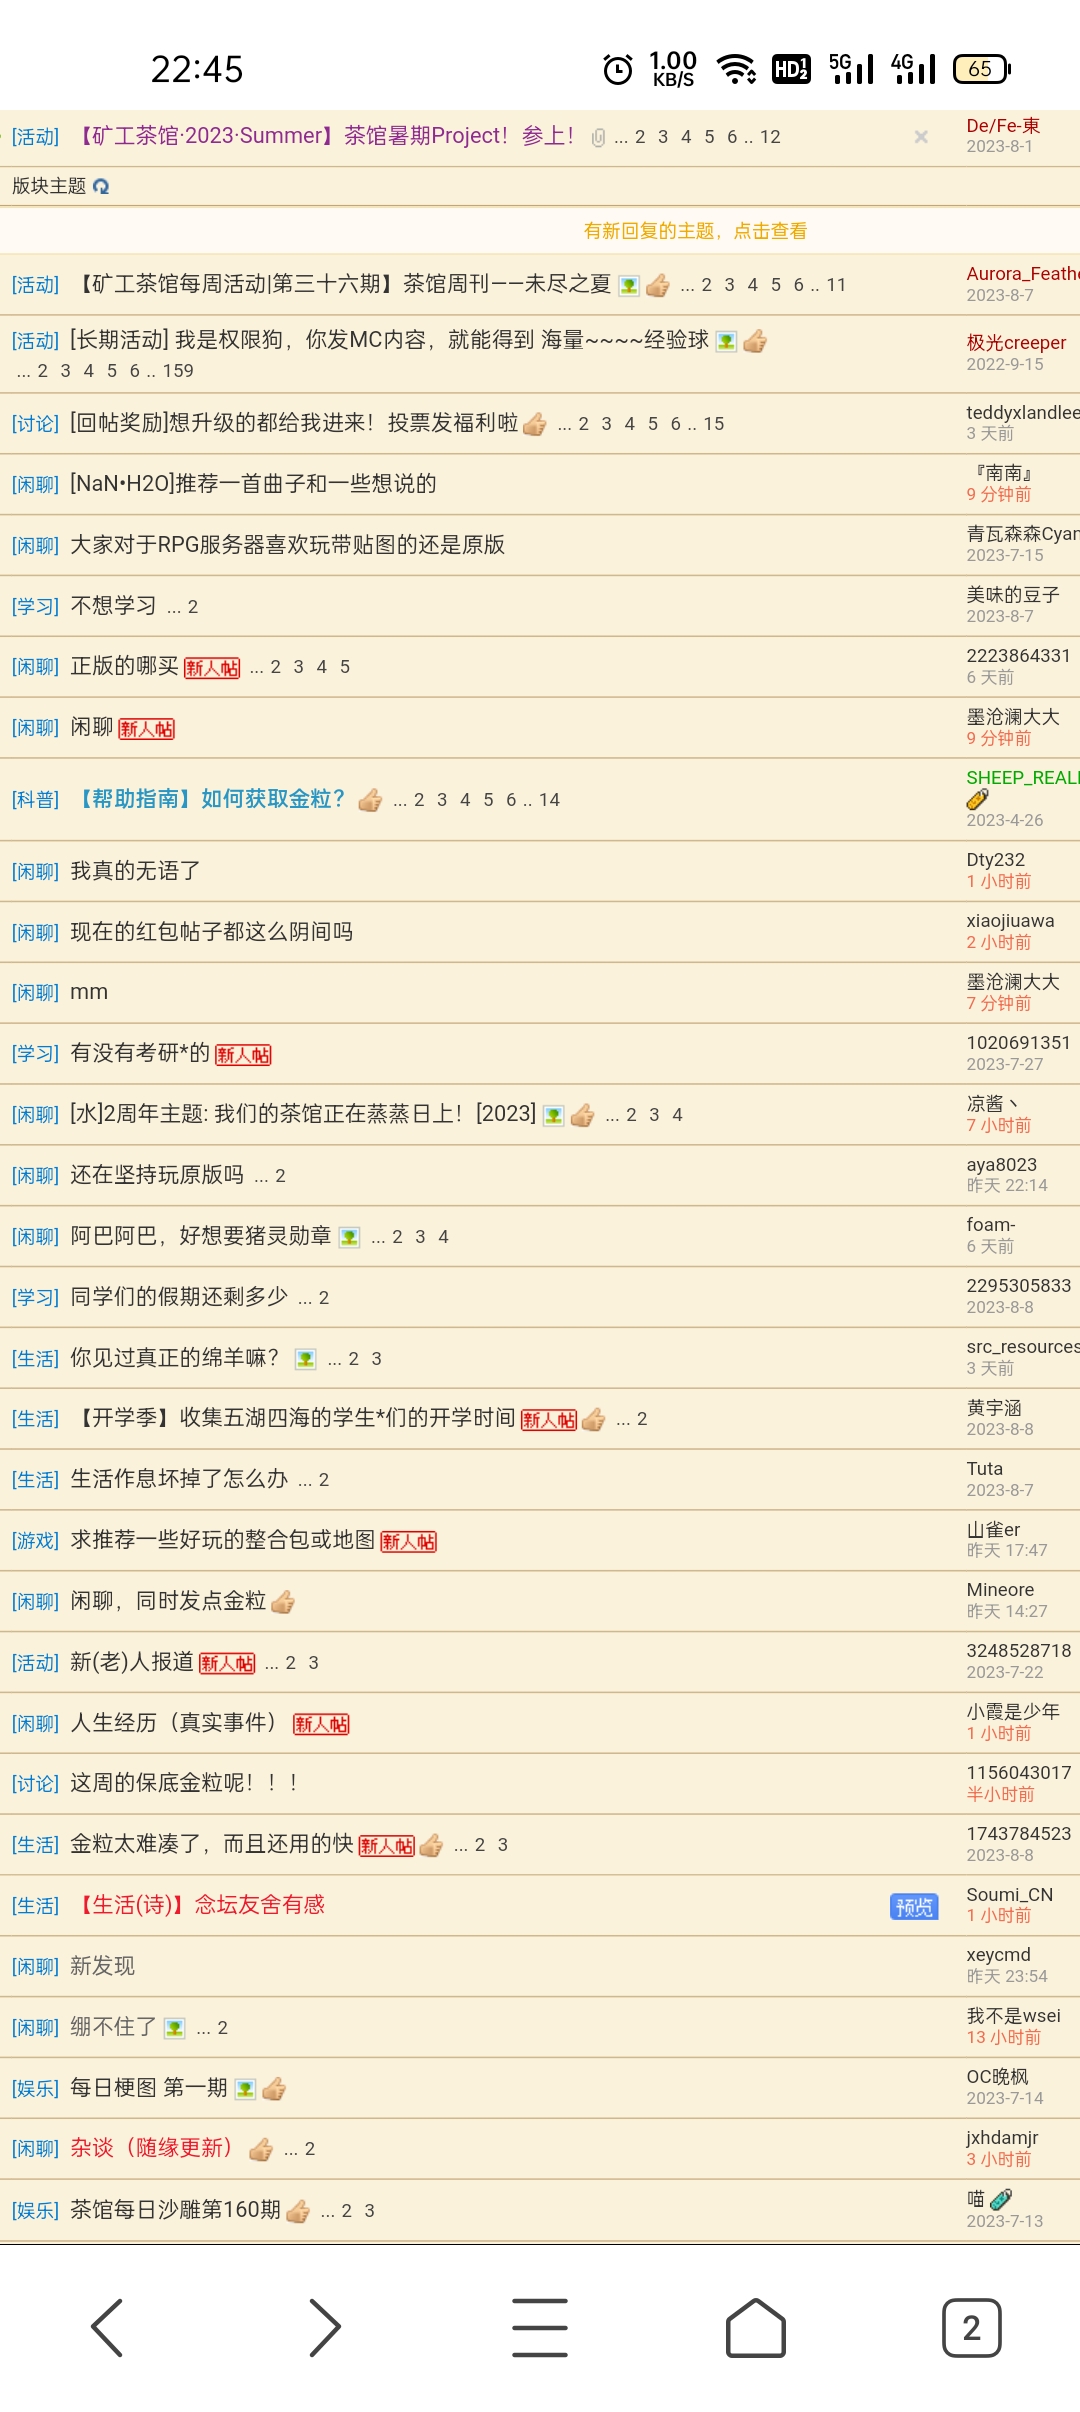 22:45 1.00 KB/S HD 1 2 5G 4G 65
[活动] 【矿工茶馆·2023·Summer】茶馆暑期Project！参上！ ... 2 3 4 5 6 .. 12 De/Fe-東
2023-8-1
版块主题
有新回复的主题，点击查看
[活动] 【矿工茶馆每周活动|第三十六期】茶馆周刊——未尽之夏 ... 2 3 4 5 6 .. 11 Aurora_Feath
2023-8-7
[活动] [长期活动] 我是权限狗，你发MC内容，就能得到 海量~~~~经验球 极光creeper
... 2 3 4 5 6 .. 159 2022-9-15
[讨论] [回帖奖励]想升级的都给我进来！投票发福利啦 ... 2 3 4 5 6 .. 15 teddyxlandlee
3 天前
[闲聊] [NaN•H2O]推荐一首曲子和一些想说的 『南南』
9 分钟前
[闲聊] 大家对于RPG服务器喜欢玩带贴图的还是原版 青瓦森森Cyan
2023-7-15
[学习] 不想学习 ... 2 美味的豆子
2023-8-7
[闲聊] 正版的哪买 新人帖 ... 2 3 4 5 2223864331
6 天前
[闲聊] 闲聊 新人帖 墨沧澜大大
9 分钟前
[科普] 【帮助指南】如何获取金粒？ ... 2 3 4 5 6 .. 14 SHEEP_REAL
2023-4-26
[闲聊] 我真的无语了 Dty232
1 小时前
[闲聊] 现在的红包帖子都这么阴间吗 xiaojiuawa
2 小时前
[闲聊] mm 墨沧澜大大
7 分钟前
[学习] 有没有考研*的 新人帖 1020691351
2023-7-27
[闲聊] [水]2周年主题: 我们的茶馆正在蒸蒸日上！[2023] ... 2 3 4 凉酱丶
7 小时前
[闲聊] 还在坚持玩原版吗 ... 2 aya8023
昨天 22:14
[闲聊] 阿巴阿巴，好想要猪灵勋章 ... 2 3 4 foam-
6 天前
[学习] 同学们的假期还剩多少 ... 2 2295305833
2023-8-8
[生活] 你见过真正的绵羊嘛？ ... 2 3 src_resources
3 天前
[生活] 【开学季】收集五湖四海的学生*们的开学时间 新人帖 ... 2 黄宇涵
2023-8-8
[生活] 生活作息坏掉了怎么办 ... 2 Tuta
2023-8-7
[游戏] 求推荐一些好玩的整合包或地图 新人帖 山雀er
昨天 17:47
[闲聊] 闲聊，同时发点金粒 Mineore
昨天 14:27
[活动] 新(老)人报道 新人帖 ... 2 3 3248528718
2023-7-22
[闲聊] 人生经历（真实事件） 新人帖 小霞是少年
1 小时前
[讨论] 这周的保底金粒呢！！！ 1156043017
半小时前
[生活] 金粒太难凑了，而且还用的快 新人帖 ... 2 3 1743784523
2023-8-8
[生活] 【生活(诗)】念坛友舍有感 预览 Soumi_CN
1 小时前
[闲聊] 新发现 xeycmd
昨天 23:54
[闲聊] 绷不住了 ... 2 我不是wsei
13 小时前
[娱乐] 每日梗图 第一期 OC晚枫
2023-7-14
[闲聊] 杂谈（随缘更新） ... 2 jxhdamjr
3 小时前
[娱乐] 茶馆每日沙雕第160期 ... 2 3 喵
2023-7-13
2